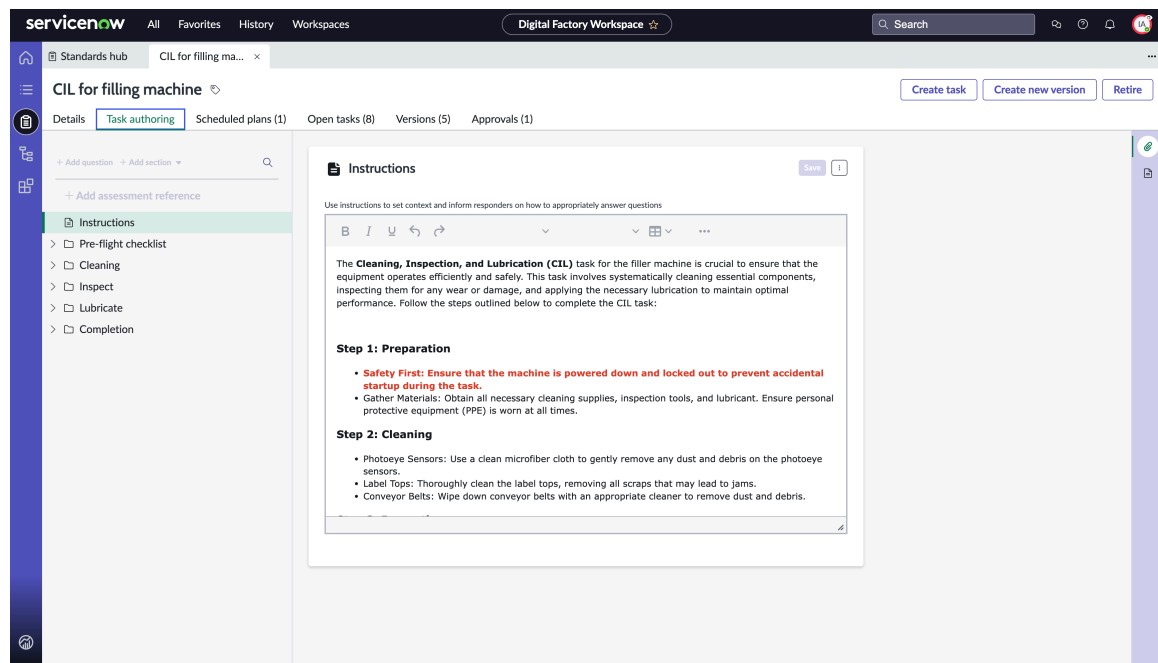 servicenow All Favorites History Workspaces Digital Factory Workspace Search IA
Standards hub CIL for filling ma...
CIL for filling machine Create task Create new version Retire
Details Task authoring Scheduled plans (1) Open tasks (8) Versions (5) Approvals (1)
+ Add question + Add section
+ Add assessment reference
Instructions
Pre-flight checklist
Cleaning
Inspect
Lubricate
Completion
Instructions Save
Use instructions to set context and inform responders on how to appropriately answer questions
B I U
The Cleaning, Inspection, and Lubrication (CIL) task for the filler machine is crucial to ensure that the
equipment operates efficiently and safely. This task involves systematically cleaning essential components,
inspecting them for any wear or damage, and applying the necessary lubrication to maintain optimal
performance. Follow the steps outlined below to complete the CIL task:
Step 1: Preparation
• Safety First: Ensure that the machine is powered down and locked out to prevent accidental
startup during the task.
• Gather Materials: Obtain all necessary cleaning supplies, inspection tools, and lubricant. Ensure personal
protective equipment (PPE) is worn at all times.
Step 2: Cleaning
• Photoeye Sensors: Use a clean microfiber cloth to gently remove any dust and debris on the photoeye
sensors.
• Label Tops: Thoroughly clean the label tops, removing all scraps that may lead to jams.
• Conveyor Belts: Wipe down conveyor belts with an appropriate cleaner to remove dust and debris.